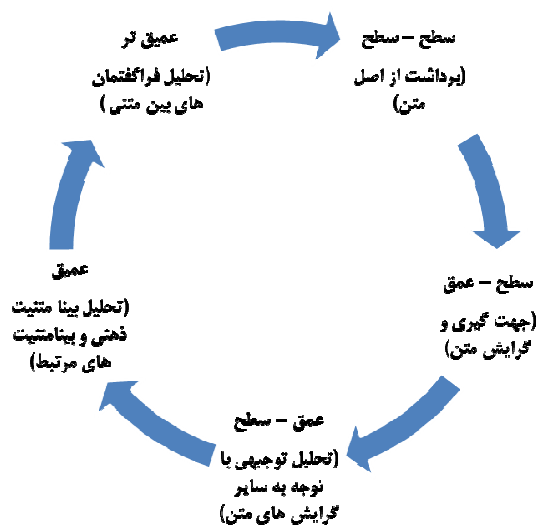 سطح – سطح
(برداشت از اصل
متن)
سطح – عمق
(جهت گیری و
گرایش متن)
عمق – سطح
(تحلیل توجیهی با
توجه به سایر
گرایش های متن)
عمیق
(تحلیل بینا متنیت
ذهنی و بینامتنیت
های مرتبط)
عمیق تر
(تحلیل فراگفتمان
های بین متنی )